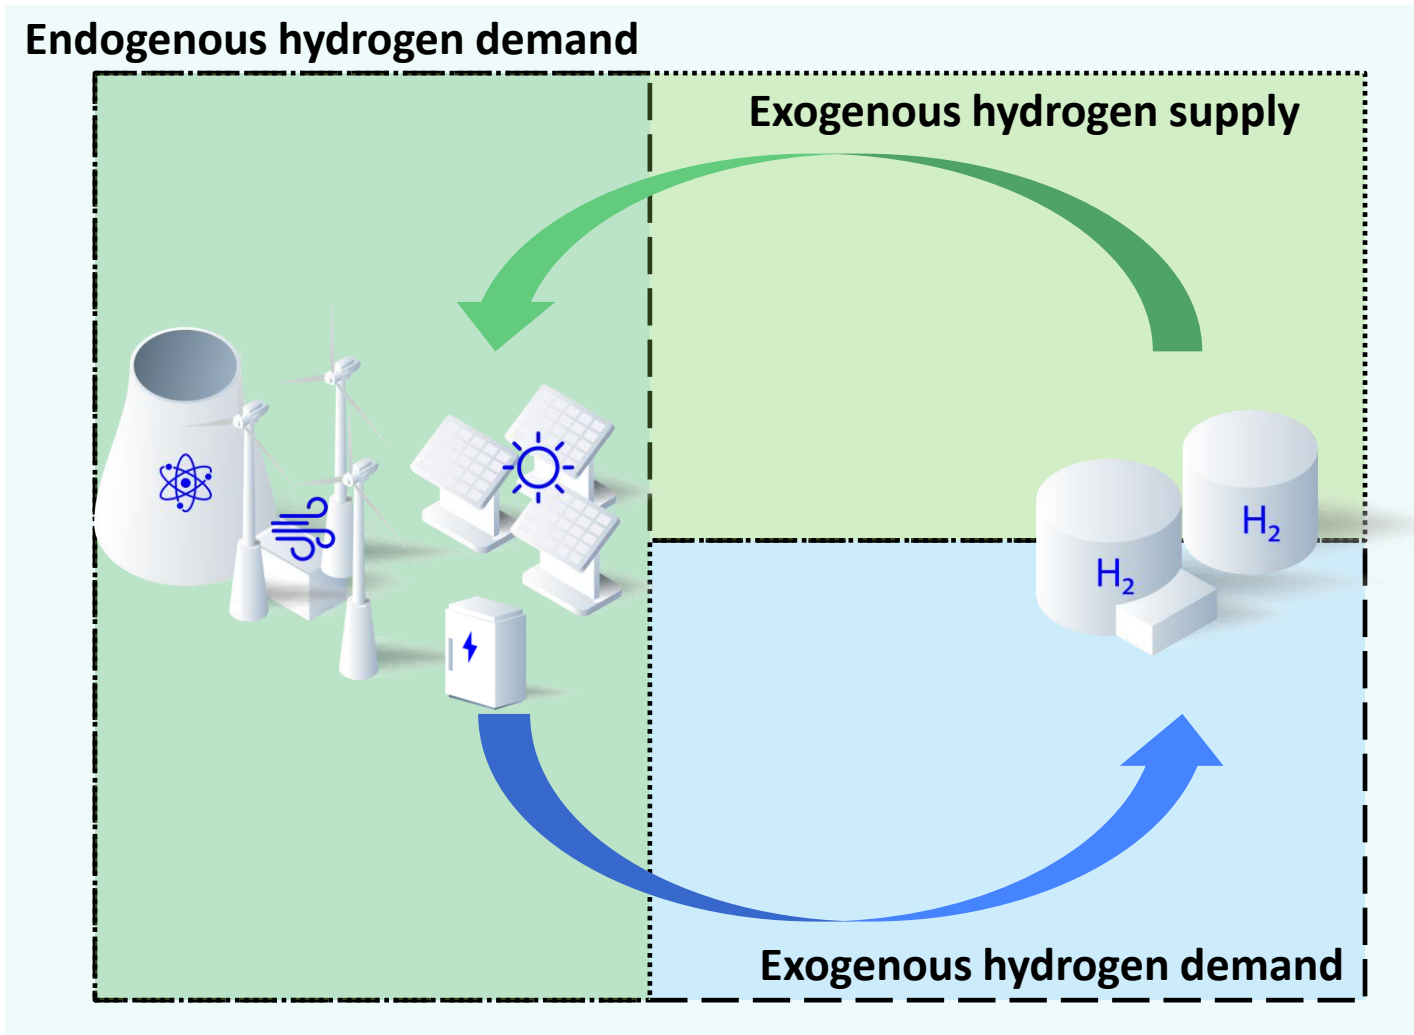 Endogenous hydrogen demand
Exogenous hydrogen supply
H₂
H₂
Exogenous hydrogen demand